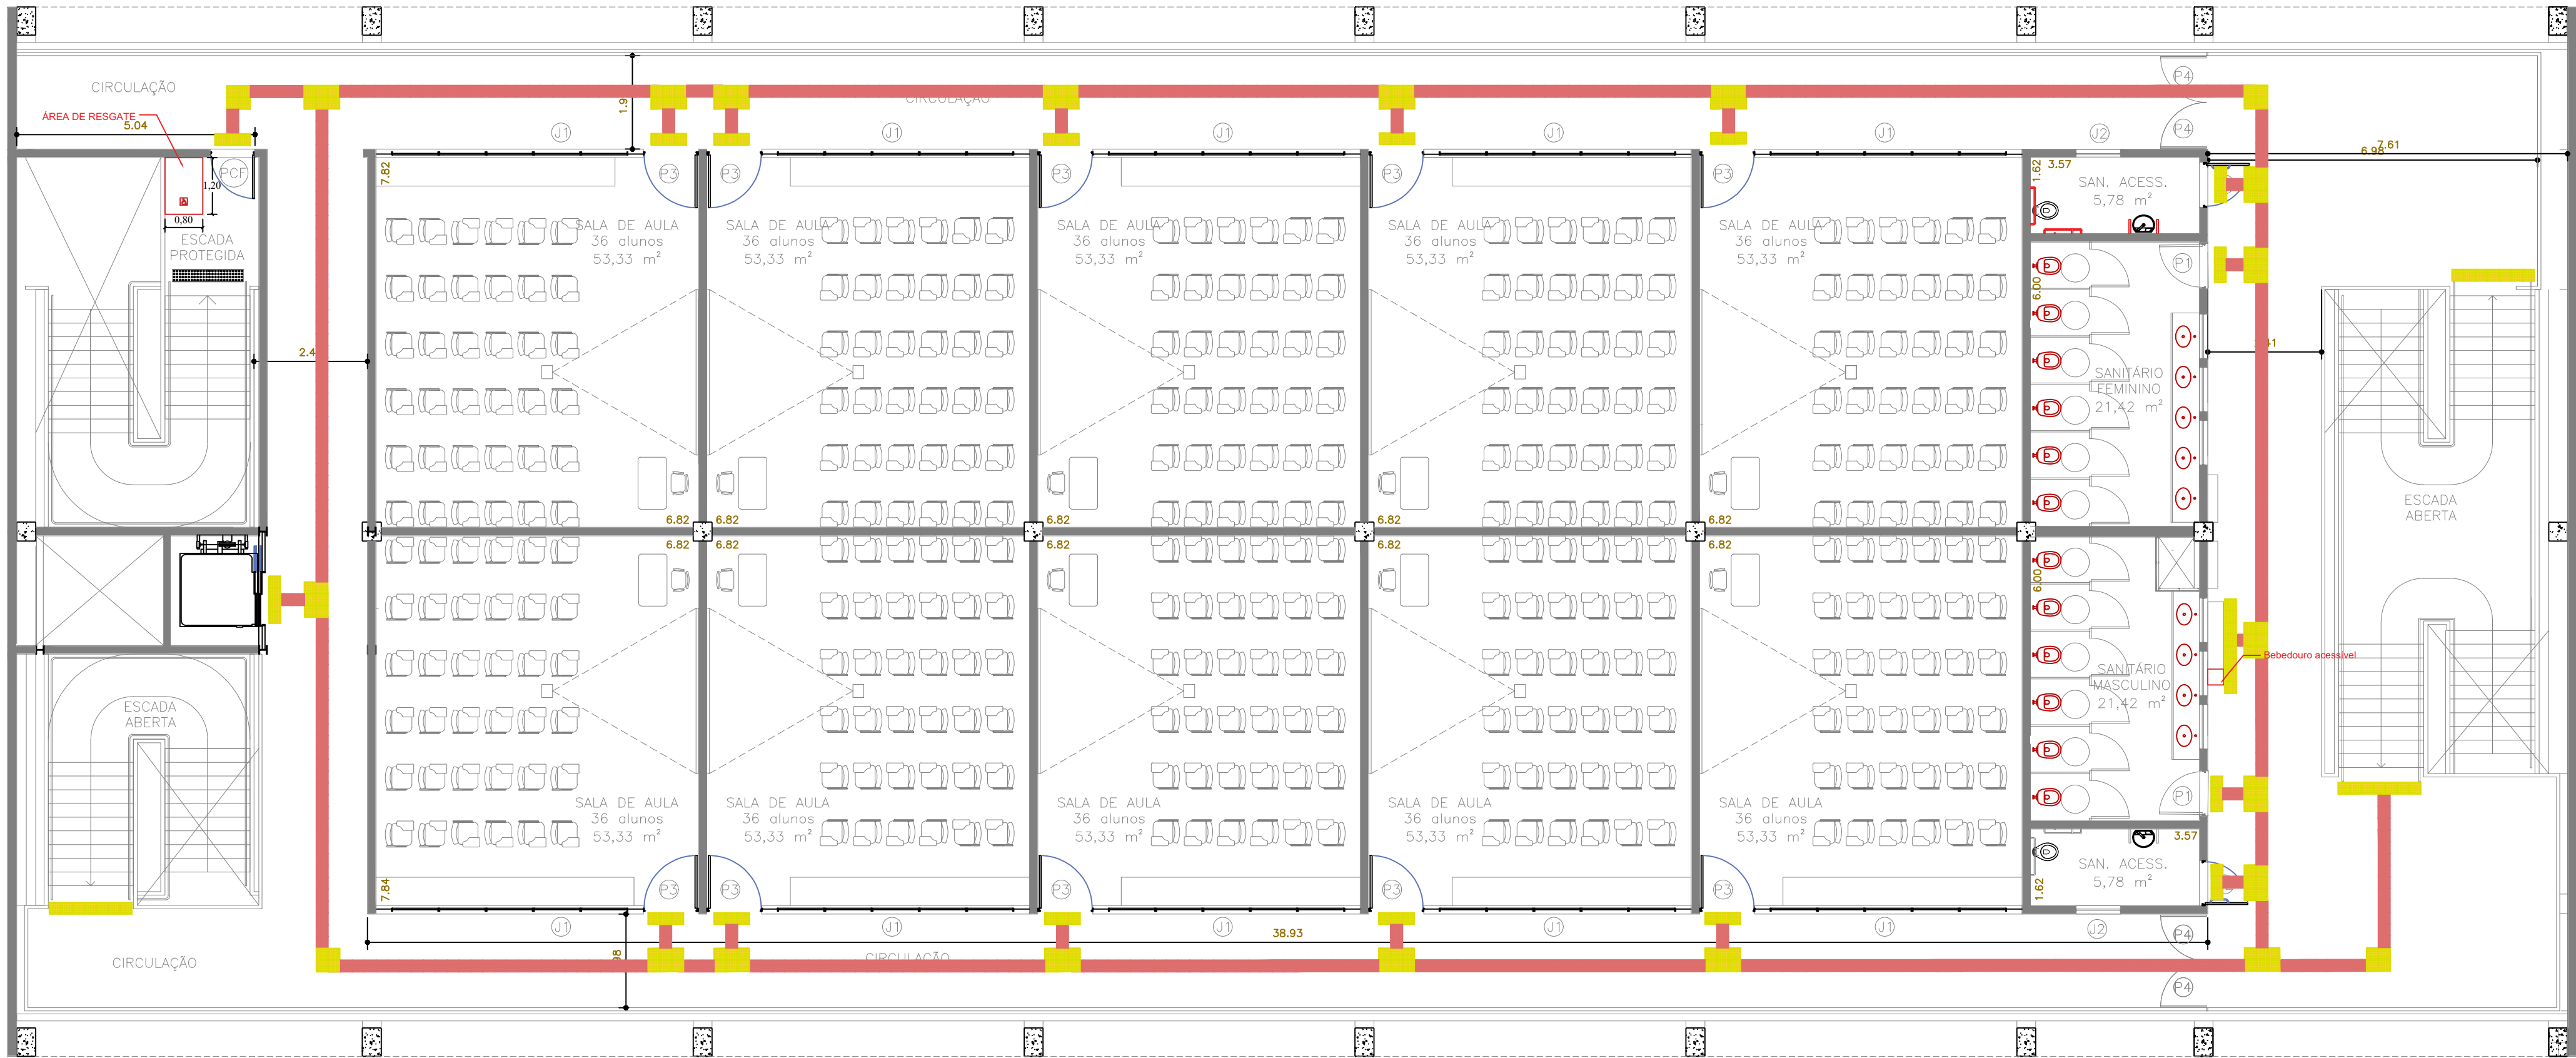 CIRCULAÇÃO
ÁREA DE RESGATE
5.04
CIRCULAÇÃO
P4
P4
J1
J1
J1
J1
J1
J2
7.61
6.98
PCF
1,20
0,80
ESCADA
PROTEGIDA
7.82
P3
P3
P3
P3
P3
1.62
3.57
SAN. ACESS.
5,78 m²
SALA DE AULA
36 alunos
53,33 m²
SALA DE AULA
36 alunos
53,33 m²
SALA DE AULA
36 alunos
53,33 m²
SALA DE AULA
36 alunos
53,33 m²
SALA DE AULA
36 alunos
53,33 m²
P1
6.00
SANITÁRIO
FEMININO
21,42 m²
ESCADA
ABERTA
6.82
6.82
6.82
6.82
6.82
6.82
6.82
6.82
6.82
6.82
6.00
Bebedouro acessível
SANITÁRIO
MASCULINO
21,42 m²
ESCADA
ABERTA
P1
SALA DE AULA
36 alunos
53,33 m²
SALA DE AULA
36 alunos
53,33 m²
SALA DE AULA
36 alunos
53,33 m²
SALA DE AULA
36 alunos
53,33 m²
SALA DE AULA
36 alunos
53,33 m²
3.57
SAN. ACESS.
5,78 m²
1.62
7.84
P3
P3
P3
P3
P3
J1
J1
J1
J1
J1
J2
P4
38.93
CIRCULAÇÃO
CIRCULAÇÃO
P4